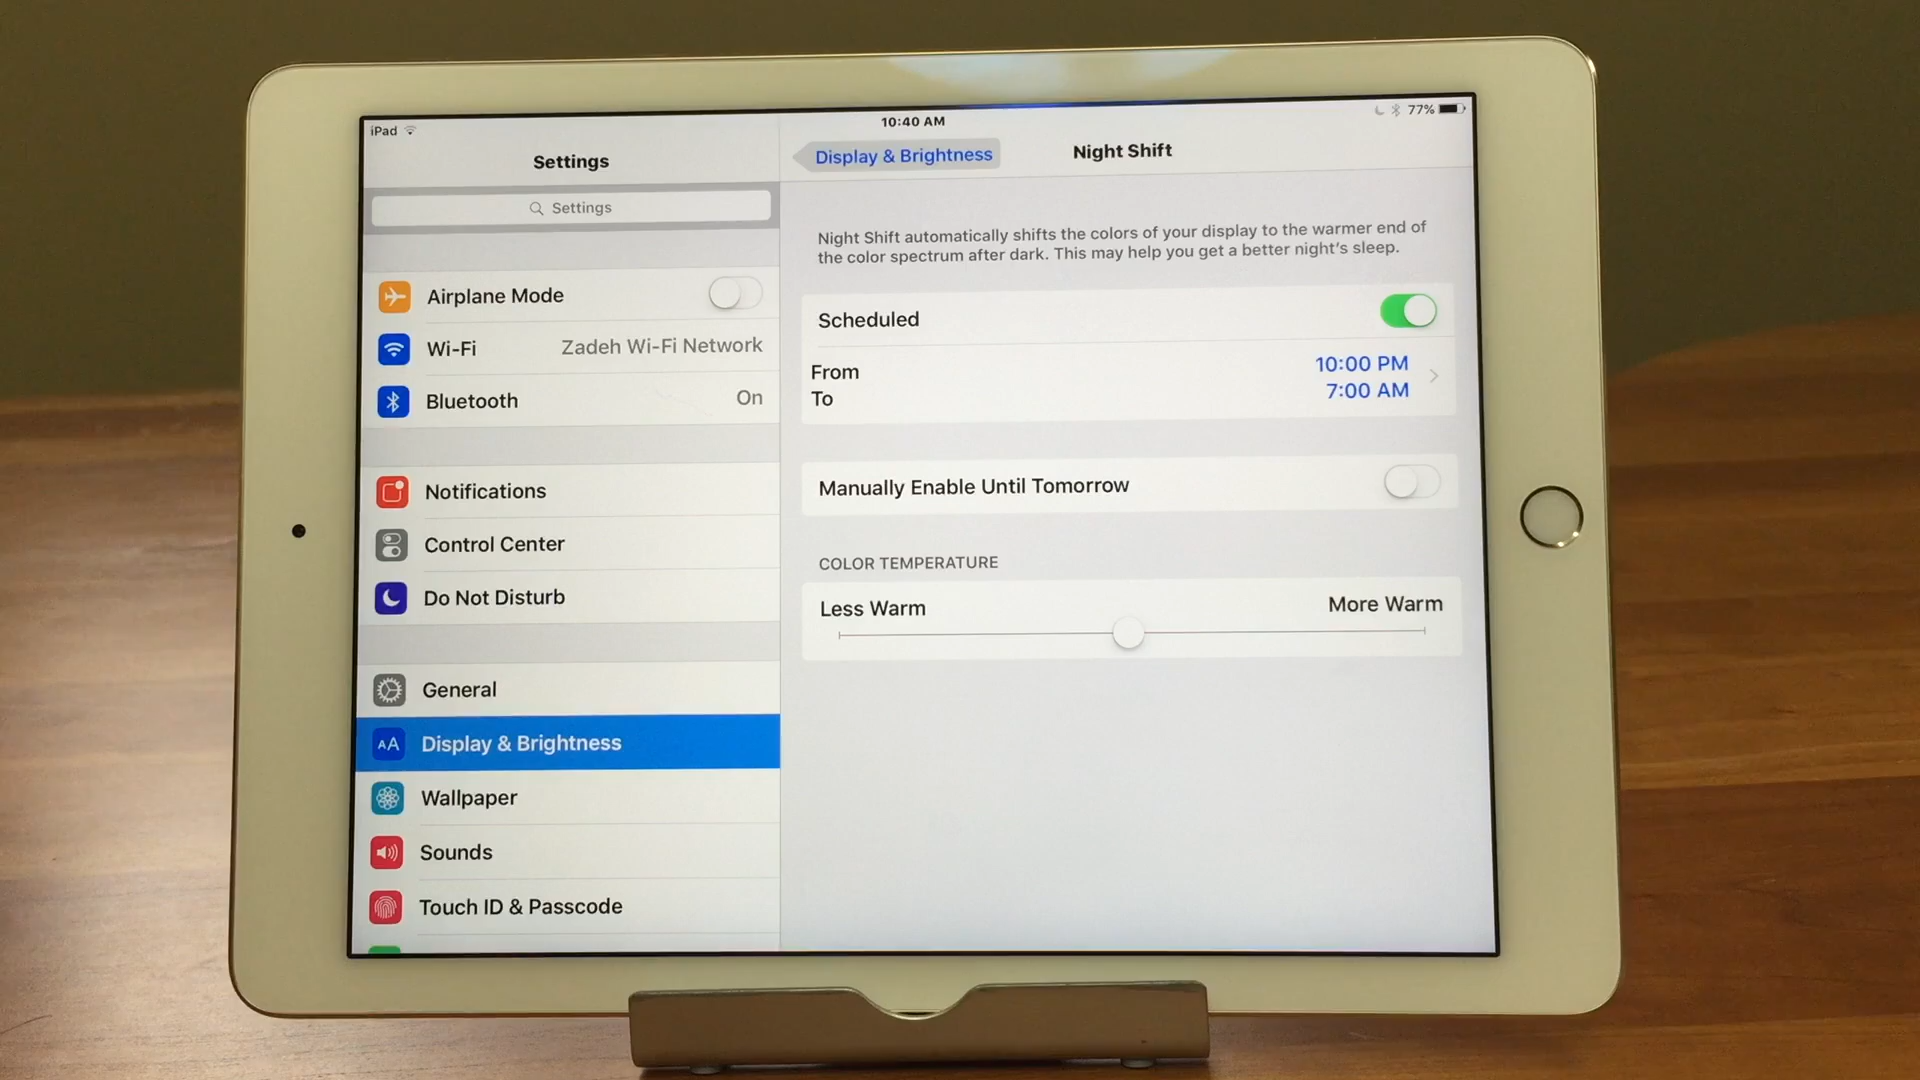 iPad
10:40 AM
77%
Settings
Display & Brightness
Night Shift
Settings
Airplane Mode
Wi-Fi
Zadeh Wi-Fi Network
Bluetooth
On
Notifications
Control Center
Do Not Disturb
General
AA
Display & Brightness
Wallpaper
Sounds
Touch ID & Passcode
Night Shift automatically shifts the colors of your display to the warmer end of
the color spectrum after dark. This may help you get a better night's sleep.
Scheduled
From
10:00 PM
To
7:00 AM
Manually Enable Until Tomorrow
COLOR TEMPERATURE
Less Warm
More Warm